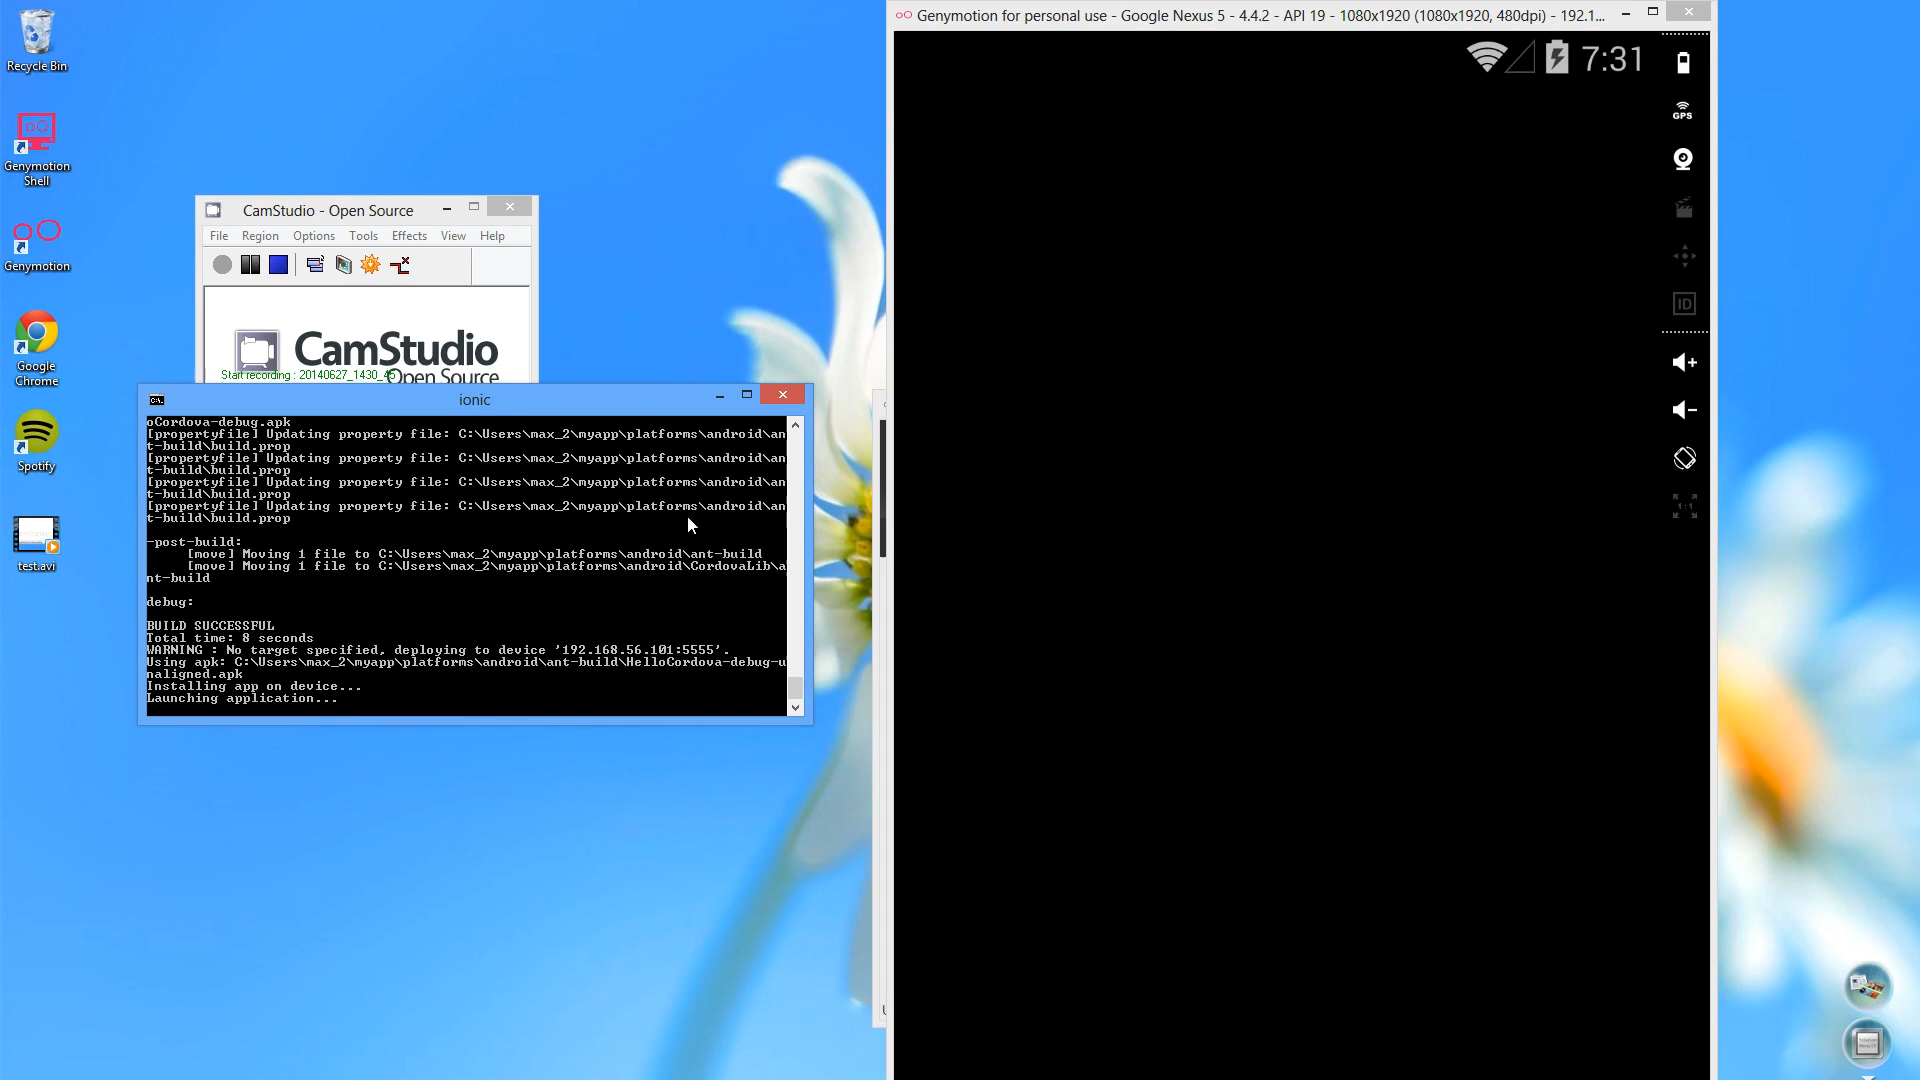 Recycle Bin
Genymotion
Shell
Genymotion
Google
Chrome
Spotify
test.avi
CamStudio - Open Source
File Region Options Tools Effects View Help
CamStudio
Open Source
Start recording : 20140627_1430_45
ionic
oCordova-debug.apk
[propertyfile] Updating property file: C:\Users\max_2\myapp\platforms\android\an
t-build\build.prop
[propertyfile] Updating property file: C:\Users\max_2\myapp\platforms\android\an
t-build\build.prop
[propertyfile] Updating property file: C:\Users\max_2\myapp\platforms\android\an
t-build\build.prop
[propertyfile] Updating property file: C:\Users\max_2\myapp\platforms\android\an
t-build\build.prop
-post-build:
[move] Moving 1 file to C:\Users\max_2\myapp\platforms\android\ant-build
[move] Moving 1 file to C:\Users\max_2\myapp\platforms\android\CordovaLib\a
nt-build
debug:
BUILD SUCCESSFUL
Total time: 8 seconds
WARNING : No target specified, deploying to device '192.168.56.101:5555'.
Using apk: C:\Users\max_2\myapp\platforms\android\ant-build\HelloCordova-debug-u
naligned.apk
Installing app on device...
Launching application...
Genymotion for personal use - Google Nexus 5 - 4.4.2 - API 19 - 1080x1920 (1080x1920, 480dpi) - 192.1...
7:31
GPS
ID
1:1